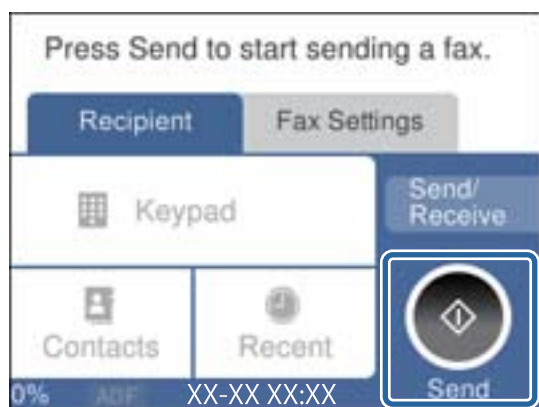 Press Send to start sending a fax.
Recipient
Fax Settings
Keypad
Send/
Receive
Contacts
Recent
0%
ADF
XX-XX XX:XX
Send